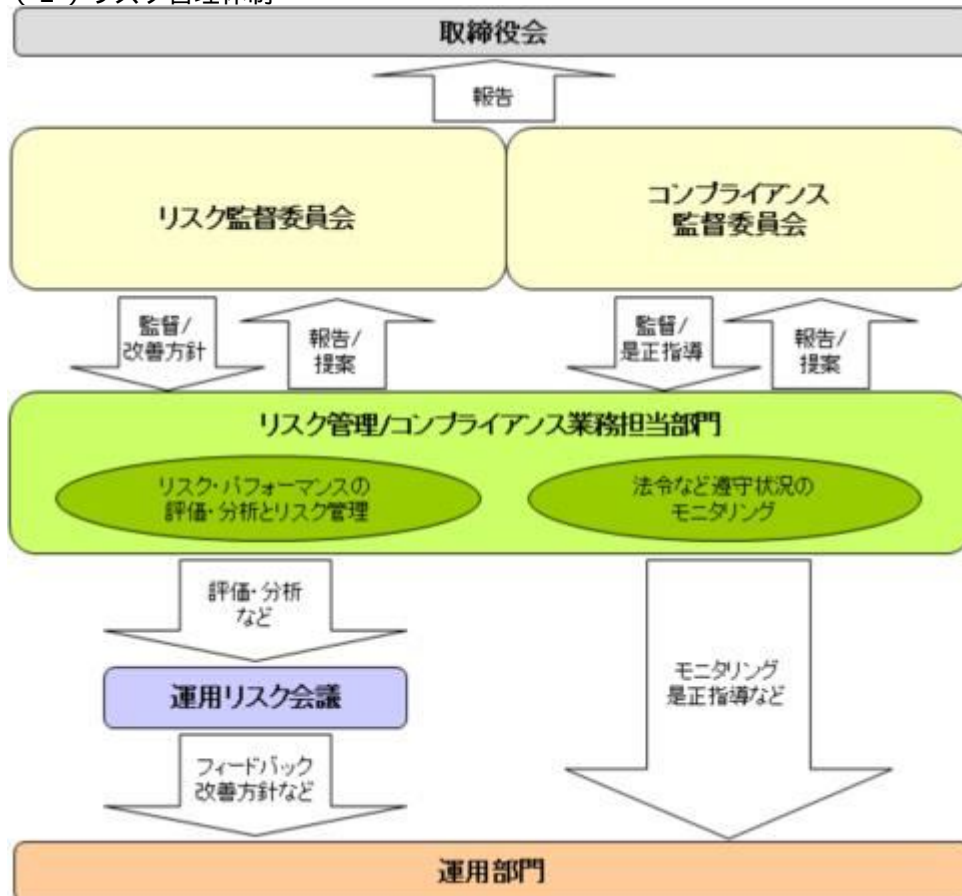 取締役会
報告
リスク監督委員会
コンプライアンス
監督委員会
監督/
改善方針
報告/
提案
監督/
是正指導
報告/
提案
リスク管理/コンプライアンス業務担当部門
リスク・パフォーマンスの
評価・分析とリスク管理
法令など遵守状況の
モニタリング
評価・分析
など
運用リスク会議
モニタリング
是正指導など
フィードバック
改善方針など
運用部門